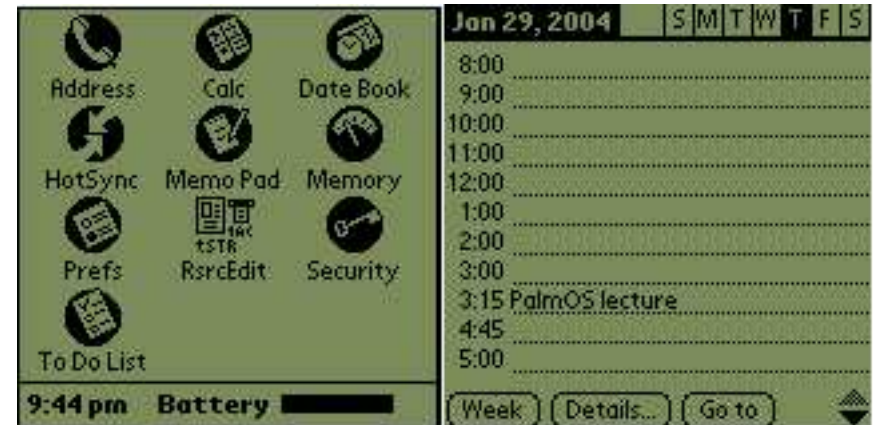 Address Calc Date Book
HotSync Memo Pad Memory
tSTR
Prefs RsrcEdit Security
To Do List
9:44 pm Battery
Jan 29, 2004 S M T W T F S
8:00
9:00
10:00
11:00
12:00
1:00
2:00
3:00
3:15 PalmOS lecture
4:45
5:00
Week Details... Go to